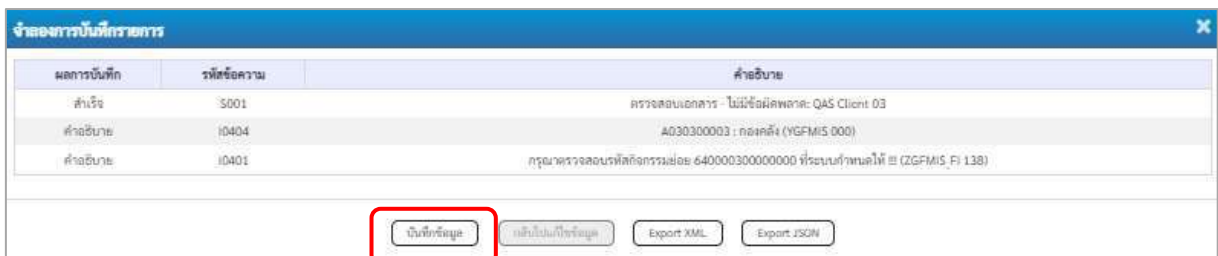 จำลองการบันทึกรายการ
ผลการบันทึก รหัสข้อความ คำอธิบาย
สำเร็จ S001 ตรวจสอบเอกสาร - ไม่มีข้อผิดพลาด: QAS Client 03
คำอธิบาย I0404 A030300003 : กองคลัง (YGFMIS 000)
คำอธิบาย I0401 กรุณาตรวจสอบรหัสกิจกรรมย่อย 640000300000000 ที่ระบบกำหนดให้ !!! (ZGFMIS_FI 138)
บันทึกข้อมูล กลับไปแก้ไขข้อมูล Export XML Export JSON